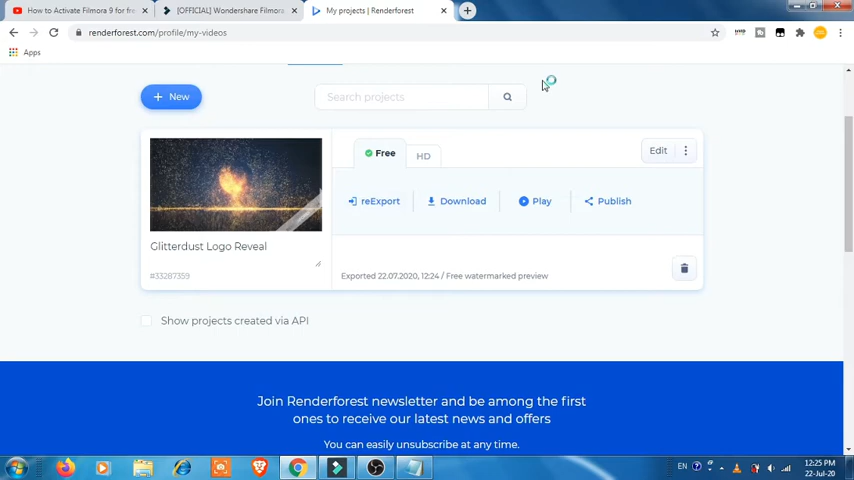 How to Activate Filmora 9 for fre
[OFFICIAL] Wondershare Filmora
My projects | Renderforest
renderforest.com/profile/my-videos
Apps
+ New
Search projects
Free
HD
Edit
reExport
Download
Play
Publish
Glitterdust Logo Reveal
#33287359
Exported 22.07.2020, 12:24 / Free watermarked preview
Show projects created via API
Join Renderforest newsletter and be among the first
ones to receive our latest news and offers
You can easily unsubscribe at any time.
EN
12:25 PM
22-Jul-20